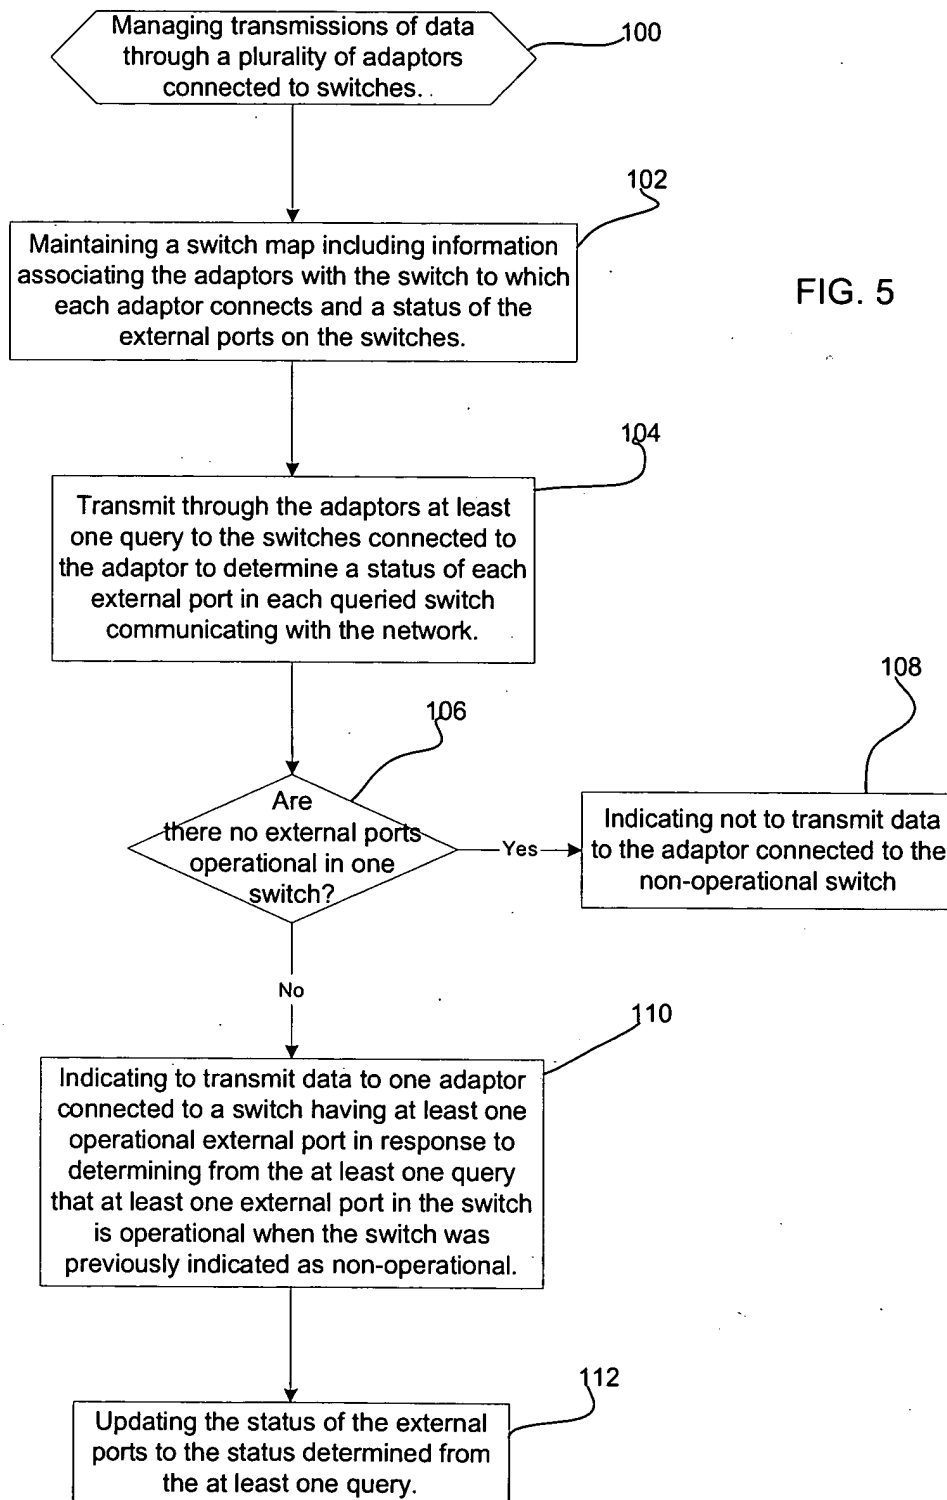 Managing transmissions of data
through a plurality of adaptors
connected to switches.
100
102
Maintaining a switch map including information
associating the adaptors with the switch to which
each adaptor connects and a status of the
external ports on the switches.
FIG. 5
104
Transmit through the adaptors at least
one query to the switches connected to
the adaptor to determine a status of each
external port in each queried switch
communicating with the network.
106
108
Are
there no external ports
operational in one
switch?
Yes
Indicating not to transmit data
to the adaptor connected to the
non-operational switch
No
110
Indicating to transmit data to one adaptor
connected to a switch having at least one
operational external port in response to
determining from the at least one query
that at least one external port in the switch
is operational when the switch was
previously indicated as non-operational.
112
Updating the status of the external
ports to the status determined from
the at least one query.